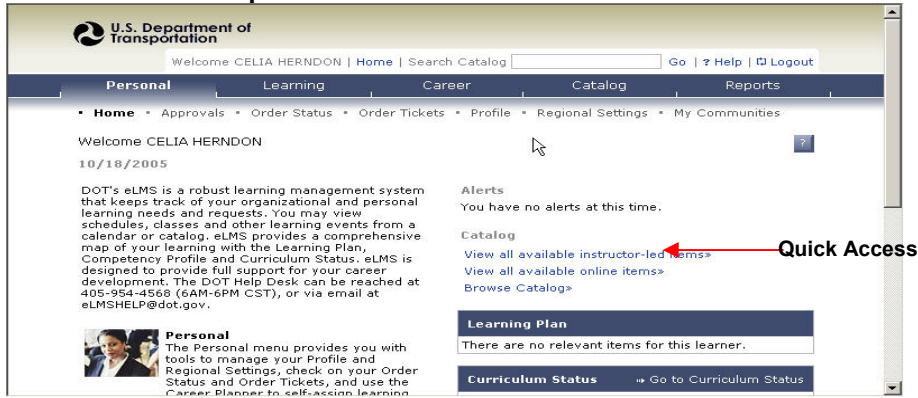 U.S. Department of
Transportation
Welcome CELIA HERNDON | Home | Search Catalog Go | ? Help | Logout
Personal Learning Career Catalog Reports
• Home • Approvals • Order Status • Order Tickets • Profile • Regional Settings • My Communities
Welcome CELIA HERNDON
?
10/18/2005
DOT's eLMS is a robust learning management system
that keeps track of your organizational and personal
learning needs and requests. You may view
schedules, classes and other learning events from a
calendar or catalog. eLMS provides a comprehensive
map of your learning with the Learning Plan,
Competency Profile and Curriculum Status. eLMS is
designed to provide full support for your career
development. The DOT Help Desk can be reached at
405-954-4568 (6AM-6PM CST), or via email at
eLMSHELP@dot.gov.
Personal
The Personal menu provides you with
tools to manage your Profile and
Regional Settings, check on your Order
Status and Order Tickets, and use the
Career Planner to self-assign learning
Alerts
You have no alerts at this time.
Catalog
View all available instructor-led items»
View all available online items»
Browse Catalog»
Quick Access
Learning Plan
There are no relevant items for this learner.
Curriculum Status Go to Curriculum Status